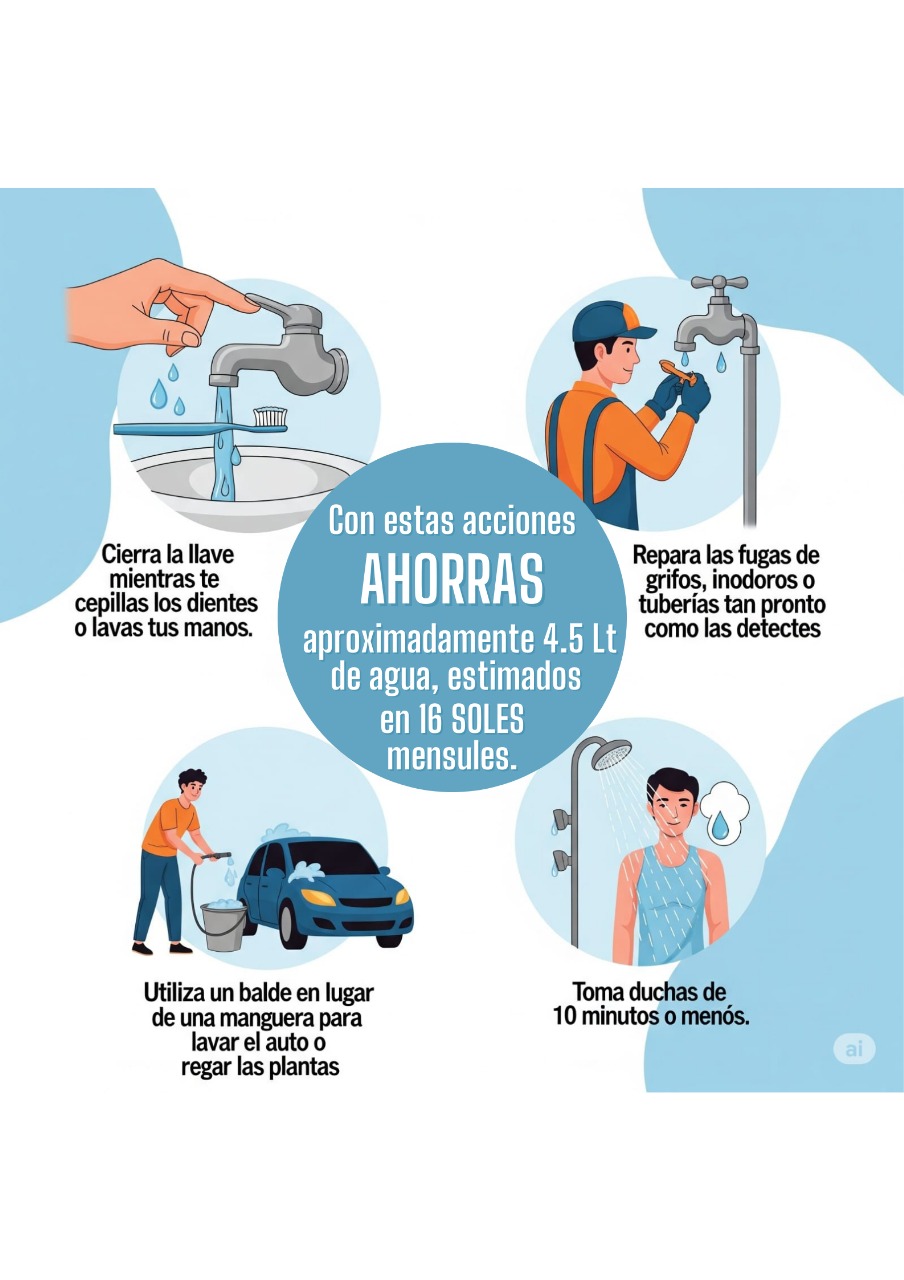 Cierra la llave
mientras te
cepillas los dientes
o lavas tus manos.
Repara las fugas de
grifos, inodoros o
tuberías tan pronto
como las detectes
Con estas acciones
AHORRAS
aproximadamente 4.5 Lt
de agua, estimados
en 16 SOLES
mensules.
Utiliza un balde en lugar
de una manguera para
lavar el auto o
regar las plantas
Toma duchas de
10 minutos o menós.
ai